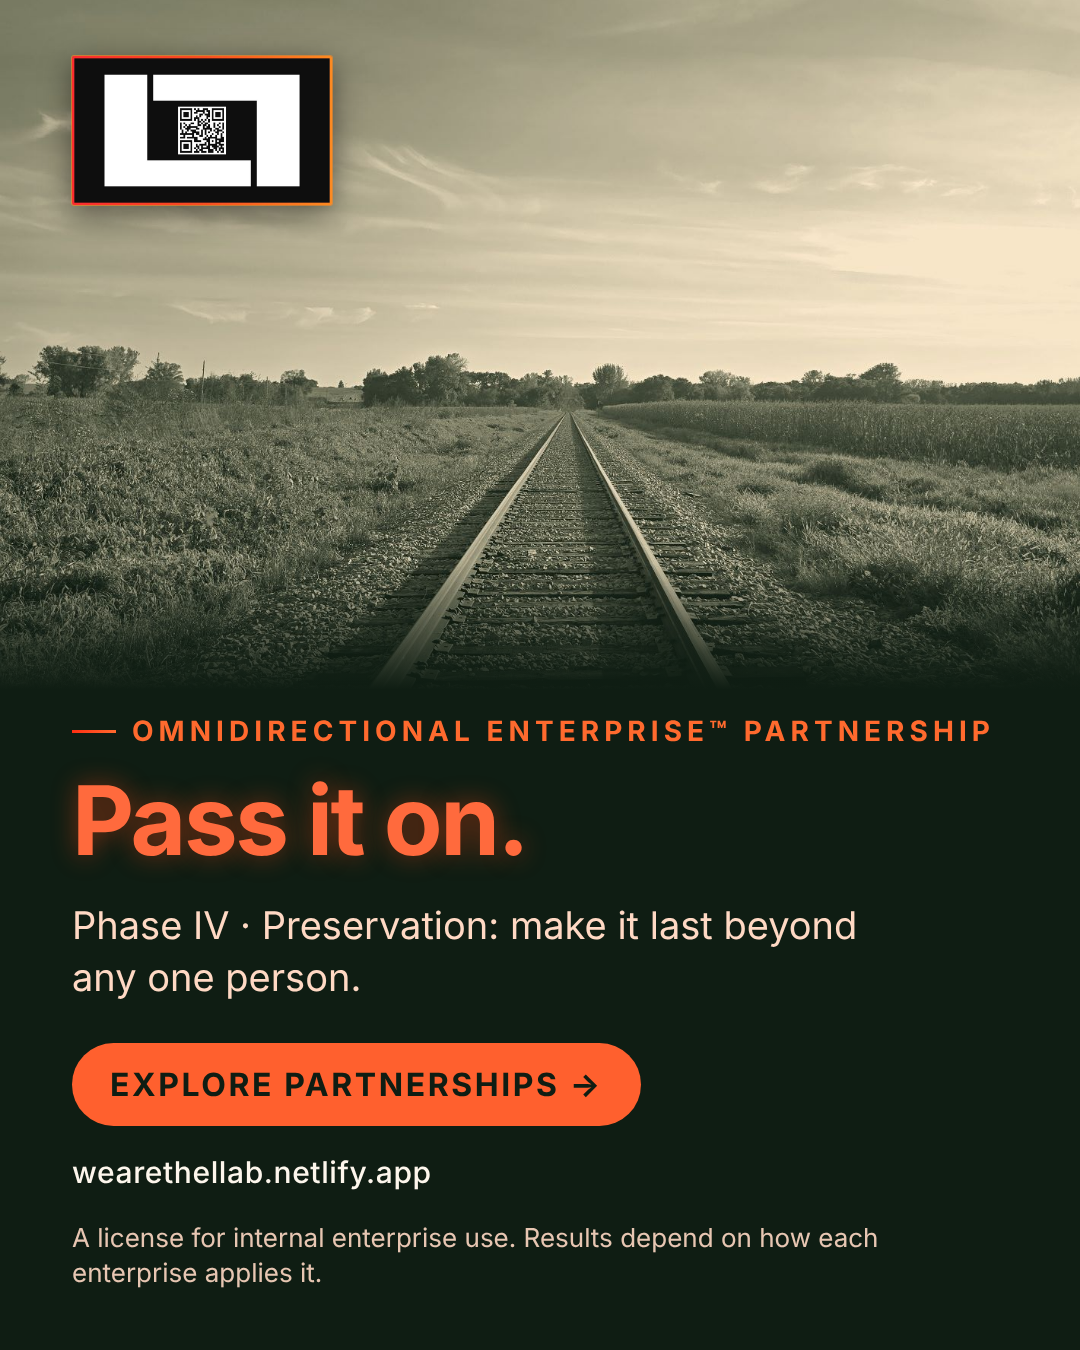 OMNIDIRECTIONAL ENTERPRISE™ PARTNERSHIP
Pass it on.
Phase IV · Preservation: make it last beyond
any one person.
EXPLORE PARTNERSHIPS →
wearethellab.netlify.app
A license for internal enterprise use. Results depend on how each
enterprise applies it.